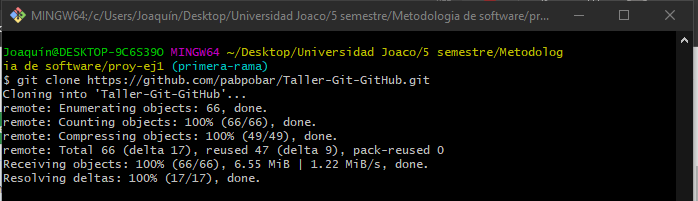 MINGW64:/c/Users/Joaquín/Desktop/Universidad Joaco/5 semestre/Metodologia de software/pr...
Joaquín@DESKTOP-9C6S39O MINGW64 ~/Desktop/Universidad Joaco/5 semestre/Metodolog
ia de software/proy-ej1 (primera-rama)
$ git clone https://github.com/pabpobar/Taller-Git-GitHub.git
Cloning into 'Taller-Git-GitHub'...
remote: Enumerating objects: 66, done.
remote: Counting objects: 100% (66/66), done.
remote: Compressing objects: 100% (49/49), done.
remote: Total 66 (delta 17), reused 47 (delta 9), pack-reused 0
Receiving objects: 100% (66/66), 6.55 MiB | 1.22 MiB/s, done.
Resolving deltas: 100% (17/17), done.